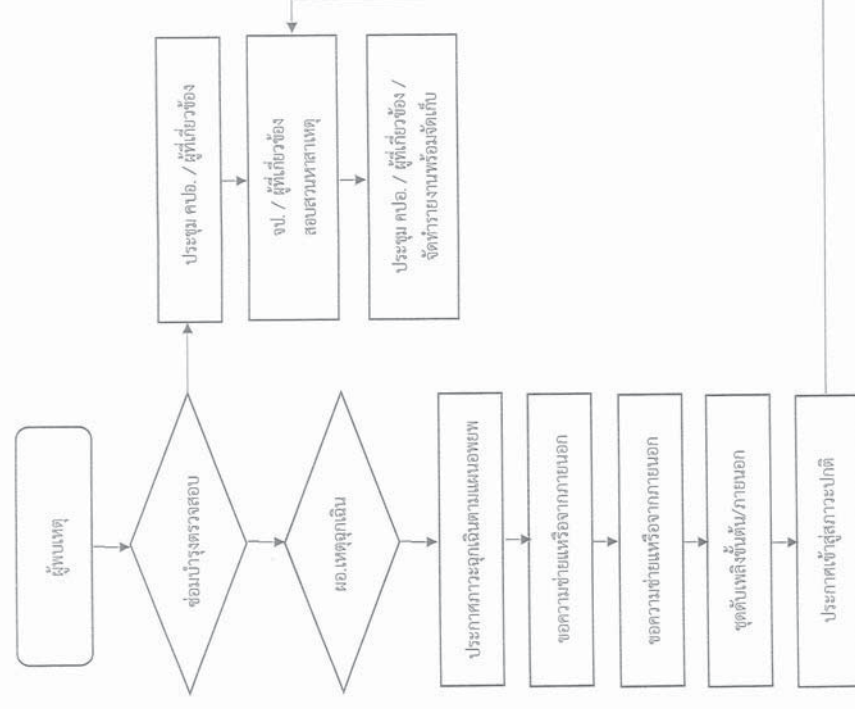 ผู้พบเหตุ
ซ่อมบำรุงตรวจสอบ
ผอ.เหตุฉุกเฉิน
ประกาศภาวะฉุกเฉินตามแผนอพยพ
ขอความช่วยเหลือจากภายนอก
ขอความช่วยเหลือจากภายนอก
ชุดดับเพลิงขั้นต้น/ภายนอก
ประกาศเข้าสู่สภาวะปกติ
ประชุม คปอ. / ผู้ที่เกี่ยวข้อง
จป. / ผู้ที่เกี่ยวข้อง
สอบสวนหาสาเหตุ
ประชุม คปอ. / ผู้ที่เกี่ยวข้อง /
จัดทำรายงานพร้อมจัดเก็บ